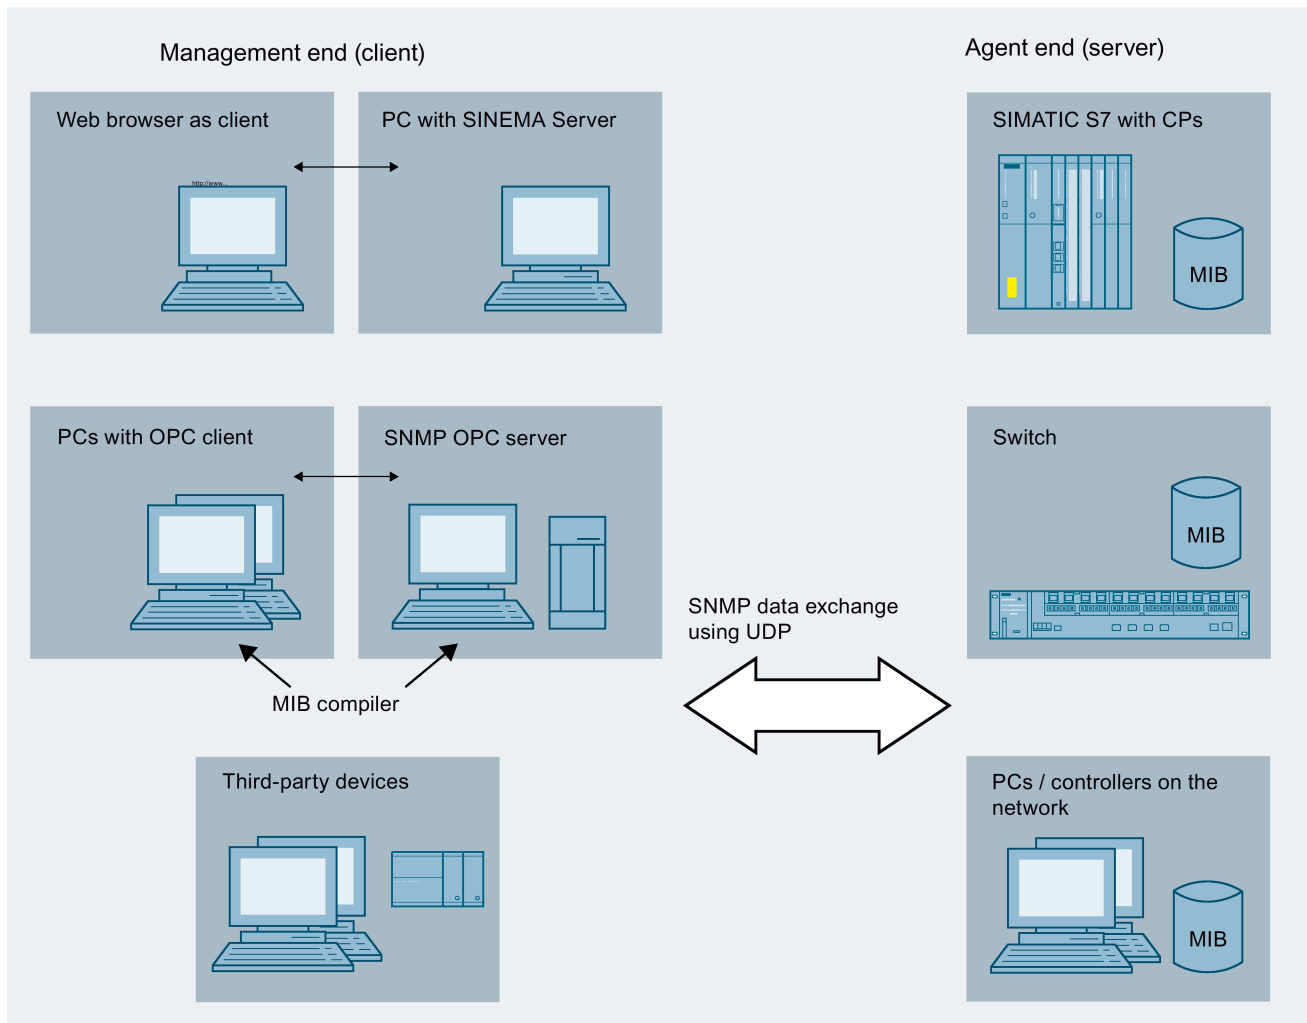 Management end (client)
Agent end (server)
Web browser as client
PC with SINEMA Server
SIMATIC S7 with CPs
http://www...
MIB
PCs with OPC client
SNMP OPC server
Switch
MIB
SNMP data exchange
using UDP
MIB compiler
Third-party devices
PCs / controllers on the
network
MIB